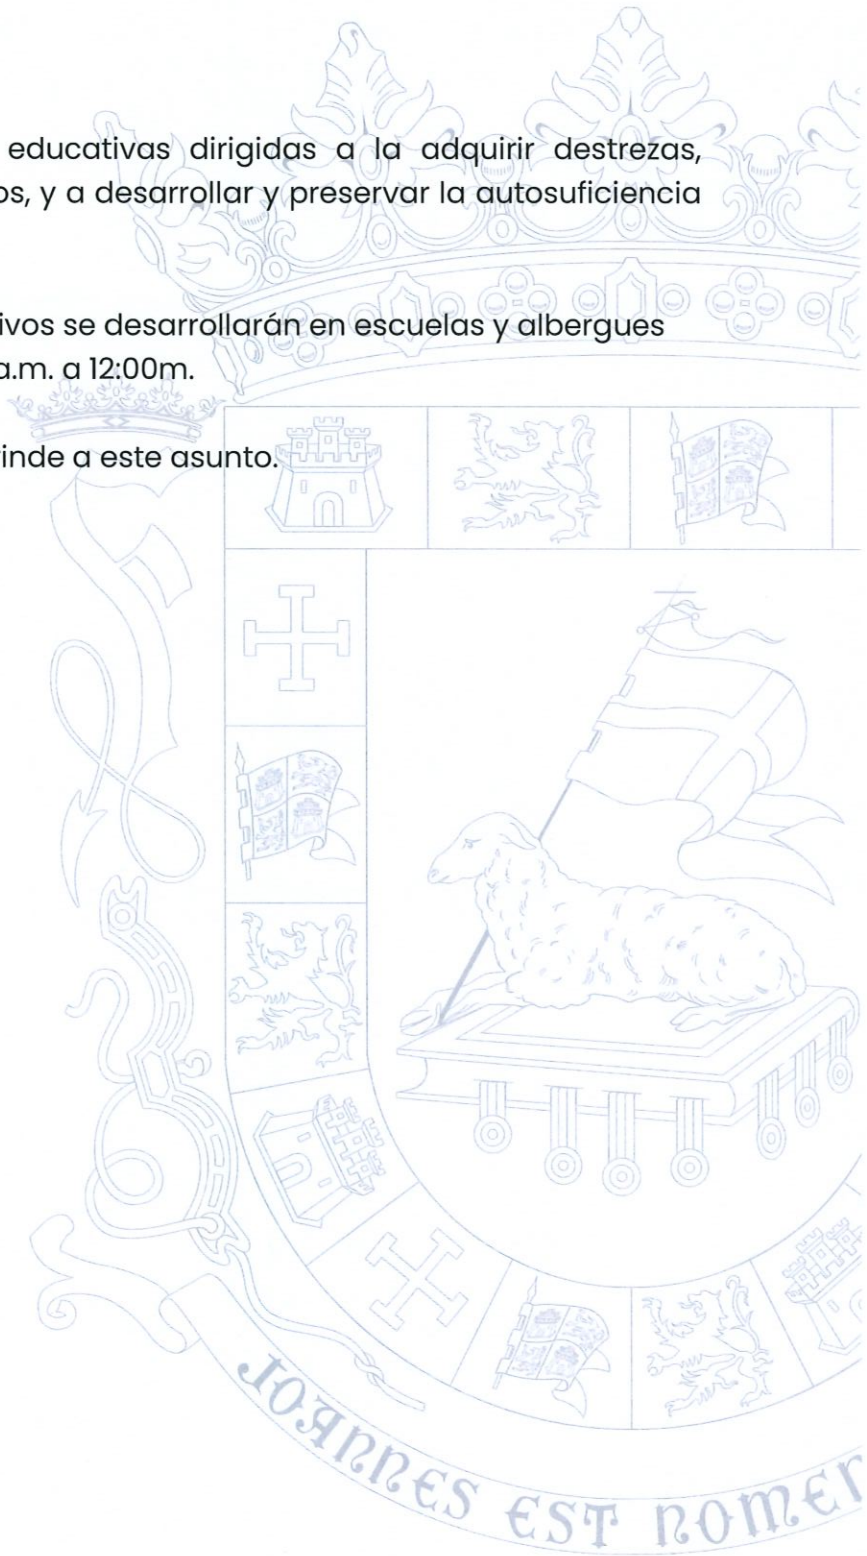 educativas dirigidas a la adquirir destrezas,
os, y a desarrollar y preservar la autosuficiencia
ivos se desarrollarán en escuelas y albergues
a.m. a 12:00m.
inde a este asunto.
JOANNES EST NOMEN